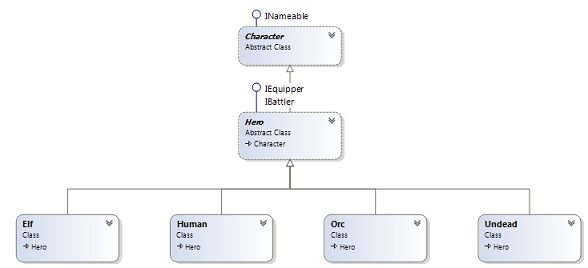 INameable
Character
Abstract Class
IEquipper
IBattler
Hero
Abstract Class
Character
Elf
Class
Hero
Human
Class
Hero
Orc
Class
Hero
Undead
Class
Hero